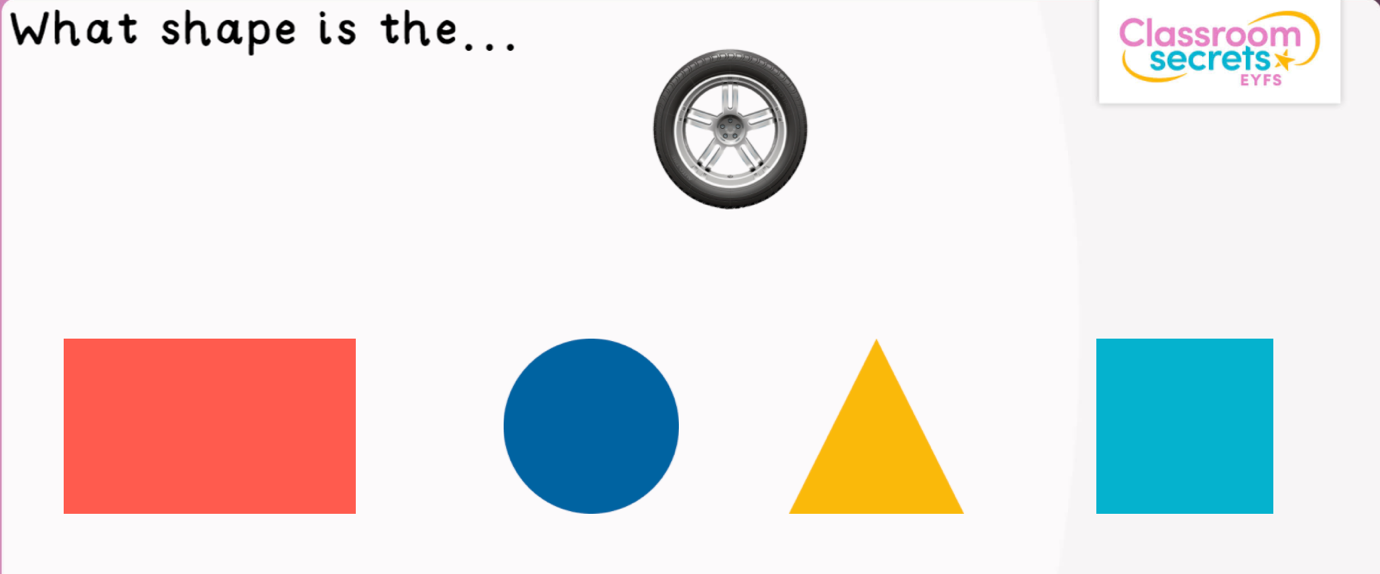 What shape is the...
Classroom
secrets
EYFS